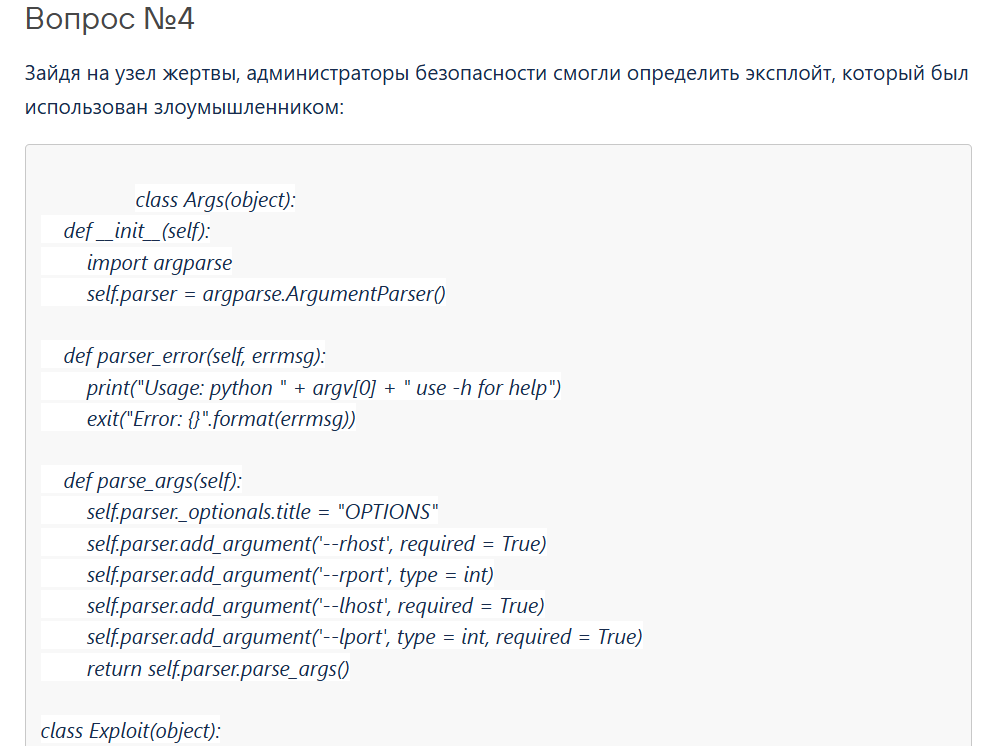 Вопрос №4
Зайдя на узел жертвы, администраторы безопасности смогли определить эксплойт, который был
использован злоумышленником:
class Args(object):
def __init__(self):
import argparse
self.parser = argparse.ArgumentParser()
def parser_error(self, errmsg):
print("Usage: python " + argv[0] + " use -h for help")
exit("Error: {}".format(errmsg))
def parse_args(self):
self.parser._optionals.title = "OPTIONS"
self.parser.add_argument('--rhost', required = True)
self.parser.add_argument('--rport', type = int)
self.parser.add_argument('--lhost', required = True)
self.parser.add_argument('--lport', type = int, required = True)
return self.parser.parse_args()
class Exploit(object):